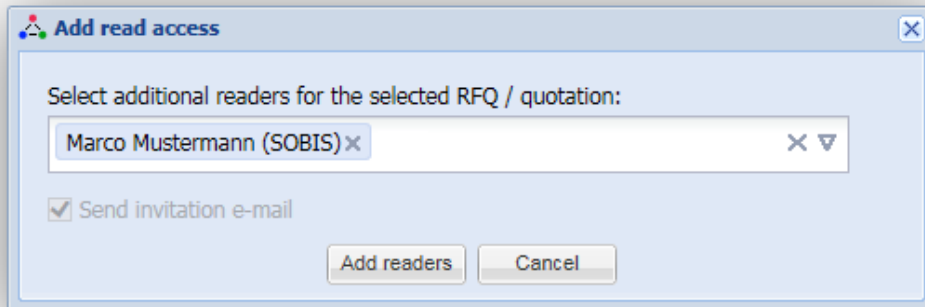 Add read access
Select additional readers for the selected RFQ / quotation:
Marco Mustermann (SOBIS)
Send invitation e-mail
Add readers Cancel